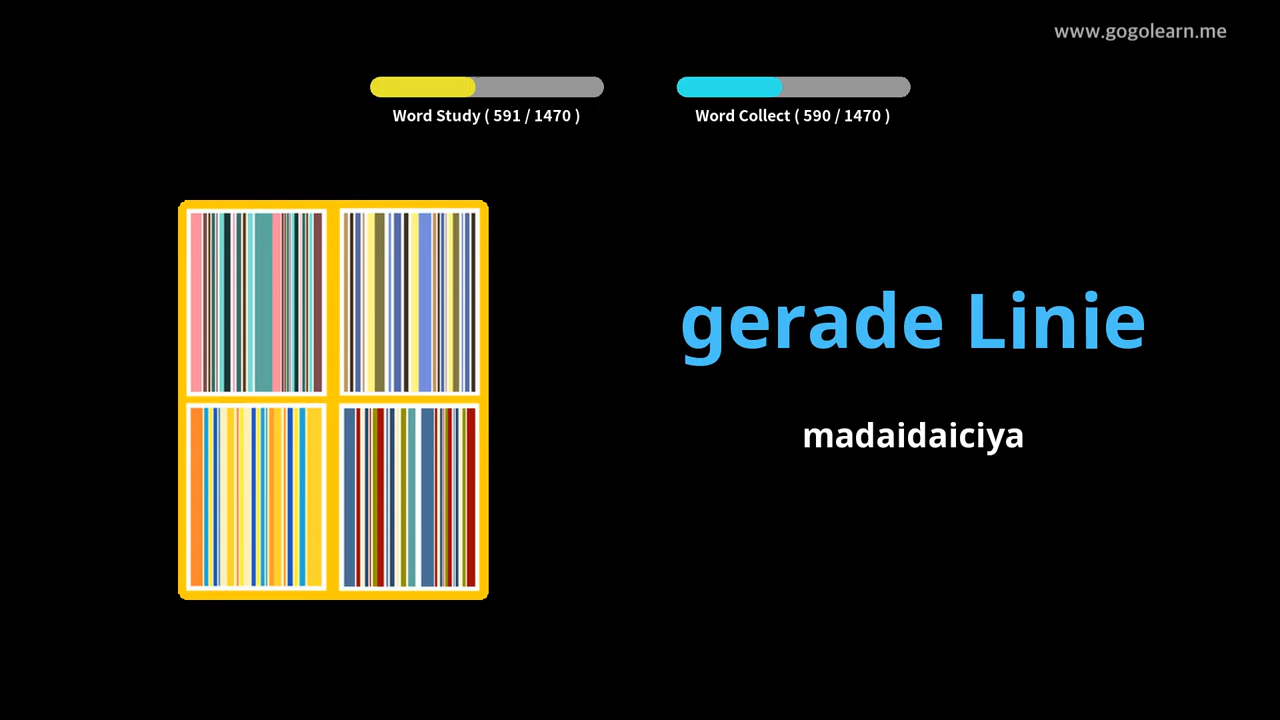 www.gogolearn.me
Word Study ( 591 / 1470 )
Word Collect ( 590 / 1470 )
gerade Linie
madaidaiciya